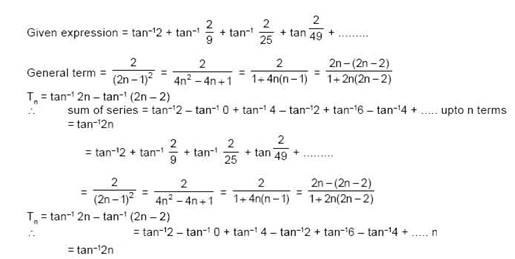 Given expression = tan⁻¹2 + tan⁻¹ 2/9 + tan⁻¹ 2/25 + tan 2/49 + .........
General term = 2/(2n–1)² = 2/(4n²–4n+1) = 2/(1+4n(n–1)) = (2n–(2n–2))/(1+2n(2n–2))
Tₙ = tan⁻¹ 2n – tan⁻¹ (2n – 2)
∴ sum of series = tan⁻¹2 – tan⁻¹ 0 + tan⁻¹ 4 – tan⁻¹2 + tan⁻¹6 – tan⁻¹4 + ..... upto n terms
= tan⁻¹2n
= tan⁻¹2 + tan⁻¹ 2/9 + tan⁻¹ 2/25 + tan 2/49 + .........
= 2/(2n–1)² = 2/(4n²–4n+1) = 2/(1+4n(n–1)) = (2n–(2n–2))/(1+2n(2n–2))
Tₙ = tan⁻¹ 2n – tan⁻¹ (2n – 2)
∴ = tan⁻¹2 – tan⁻¹ 0 + tan⁻¹ 4 – tan⁻¹2 + tan⁻¹6 – tan⁻¹4 + ..... n
= tan⁻¹2n